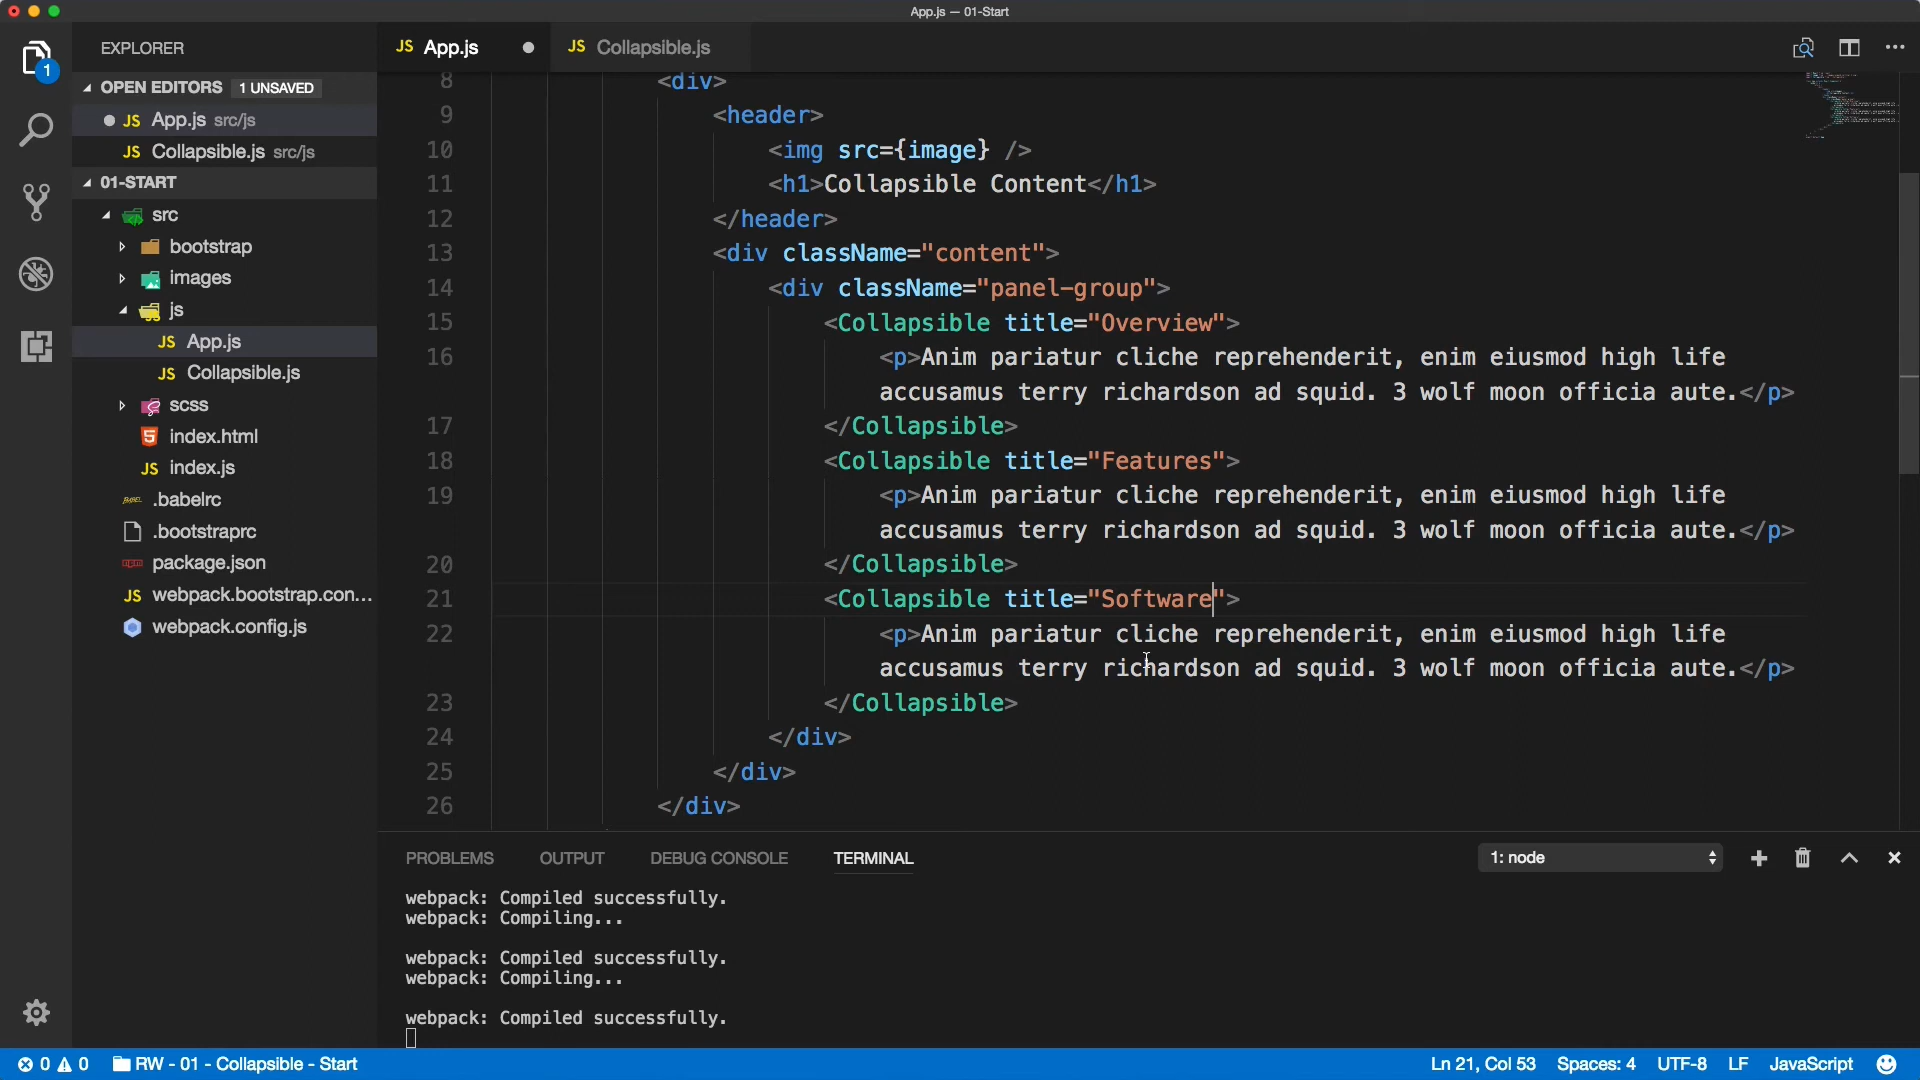 App.js — 01-Start
EXPLORER
OPEN EDITORS 1 UNSAVED
JS App.js src/js
JS Collapsible.js src/js
01-START
src
bootstrap
images
js
JS App.js
JS Collapsible.js
scss
index.html
JS index.js
.babelrc
.bootstraprc
package.json
JS webpack.bootstrap.con...
webpack.config.js
1
JS App.js
JS Collapsible.js
8 <div>
9 <header>
10 <img src={image} />
11 <h1>Collapsible Content</h1>
12 </header>
13 <div className="content">
14 <div className="panel-group">
15 <Collapsible title="Overview">
16 <p>Anim pariatur cliche reprehenderit, enim eiusmod high life
accusamus terry richardson ad squid. 3 wolf moon officia aute.</p>
17 </Collapsible>
18 <Collapsible title="Features">
19 <p>Anim pariatur cliche reprehenderit, enim eiusmod high life
accusamus terry richardson ad squid. 3 wolf moon officia aute.</p>
20 </Collapsible>
21 <Collapsible title="Software">
22 <p>Anim pariatur cliche reprehenderit, enim eiusmod high life
accusamus terry richardson ad squid. 3 wolf moon officia aute.</p>
23 </Collapsible>
24 </div>
25 </div>
26 </div>
PROBLEMS OUTPUT DEBUG CONSOLE TERMINAL 1: node
webpack: Compiled successfully.
webpack: Compiling...
webpack: Compiled successfully.
webpack: Compiling...
webpack: Compiled successfully.
0 0 RW - 01 - Collapsible - Start Ln 21, Col 53 Spaces: 4 UTF-8 LF JavaScript